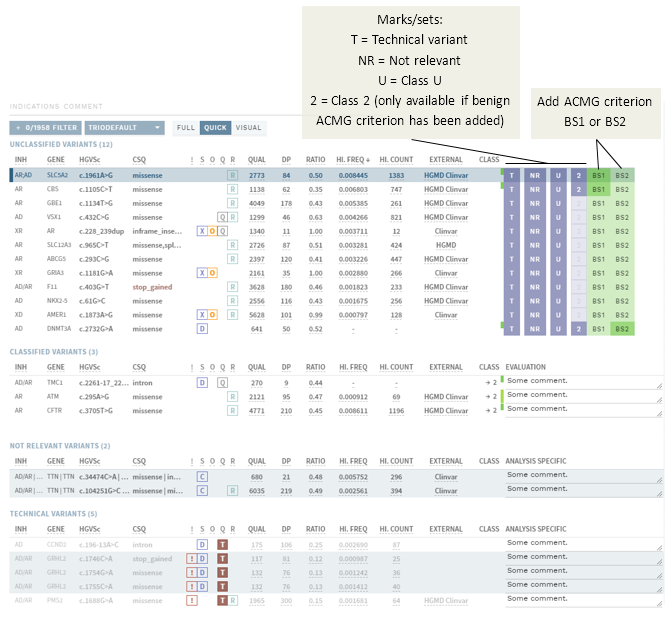 Marks/sets:
T = Technical variant
NR = Not relevant
U = Class U
2 = Class 2 (only available if benign
ACMG criterion has been added)
Add ACMG criterion
BS1 or BS2
INDICATIONS COMMENT
+ 0/1958 FILTER TRIODEFAULT FULL QUICK VISUAL
UNCLASSIFIED VARIANTS (12)
INH GENE HGVSc CSQ ! S O Q R QUAL DP RATIO HI. FREQ HI. COUNT EXTERNAL CLASS
AR;AD SLC5A2 c.1961A>G missense R 2773 84 0.50 0.008445 1383 HGMD Clinvar T NR U 2 BS1 BS2
AR CBS c.1105C>T missense R 1138 62 0.35 0.006803 747 HGMD Clinvar T NR U 2 BS1 BS2
AR GBE1 c.1134T>G missense R 4049 178 0.43 0.005385 261 HGMD Clinvar T NR U 2 BS1 BS2
AD VSX1 c.432C>G missense Q R 1299 46 0.63 0.004266 821 HGMD Clinvar T NR U 2 BS1 BS2
XR AR c.228_239dup inframe_inse... X O Q 1340 11 1.00 0.003711 12 Clinvar T NR U 2 BS1 BS2
AR SLC12A3 c.965C>T missense,spl... R 2726 87 0.51 0.003281 424 HGMD T NR U 2 BS1 BS2
AR ABCG5 c.293C>G missense R 2397 120 0.41 0.003226 447 HGMD Clinvar T NR U 2 BS1 BS2
XR GRIA3 c.1181G>A missense X O 2161 35 1.00 0.002880 266 Clinvar T NR U 2 BS1 BS2
AD/AR F11 c.403G>T stop_gained R 3628 180 0.46 0.001823 233 HGMD Clinvar T NR U 2 BS1 BS2
AD NKX2-5 c.61G>C missense R 2556 116 0.43 0.001675 256 HGMD Clinvar T NR U 2 BS1 BS2
XD AMER1 c.1873A>G missense X O R 5628 101 0.99 0.000797 128 Clinvar T NR U 2 BS1 BS2
AD DNMT3A c.2732G>A missense D 641 50 0.52 - - T NR U 2 BS1 BS2
CLASSIFIED VARIANTS (3)
INH GENE HGVSc CSQ ! S O Q R QUAL DP RATIO HI. FREQ HI. COUNT EXTERNAL CLASS EVALUATION
AD/AR TMC1 c.2261-17_22... intron D Q 270 9 0.44 - - → 2 Some comment.
AR ATM c.295A>G missense R 2121 95 0.47 0.000912 69 HGMD Clinvar → 2 Some comment.
AR CFTR c.3705T>G missense R 4771 210 0.45 0.008611 1196 HGMD Clinvar → 2 Some comment.
NOT RELEVANT VARIANTS (2)
INH GENE HGVSc CSQ ! S O Q R QUAL DP RATIO HI. FREQ HI. COUNT EXTERNAL CLASS ANALYSIS SPECIFIC
AD/AR | ... TTN | TTN c.34474C>A | ... missense | in... C 680 21 0.48 0.005752 296 Clinvar Some comment.
AD/AR | ... TTN | TTN c.104251G>C ... missense | mi... C R 6035 219 0.49 0.002561 394 HGMD Clinvar Some comment.
TECHNICAL VARIANTS (5)
INH GENE HGVSc CSQ ! S O Q R QUAL DP RATIO HI. FREQ HI. COUNT EXTERNAL CLASS ANALYSIS SPECIFIC
AD CCND2 c.196-13A>C intron D T 175 106 0.25 0.002690 87 Some comment.
AD/AR GRHL2 c.1746C>A stop_gained ! D T 117 81 0.12 0.000967 25 Some comment.
AD/AR GRHL2 c.1754G>A missense ! D T 132 76 0.13 0.001242 36 Some comment.
AD/AR GRHL2 c.1755C>A missense ! D T 132 76 0.13 0.001412 40 Some comment.
AD/AR PMS2 c.1688G>A missense ! T R 1965 300 0.15 0.001681 64 HGMD Clinvar Some comment.